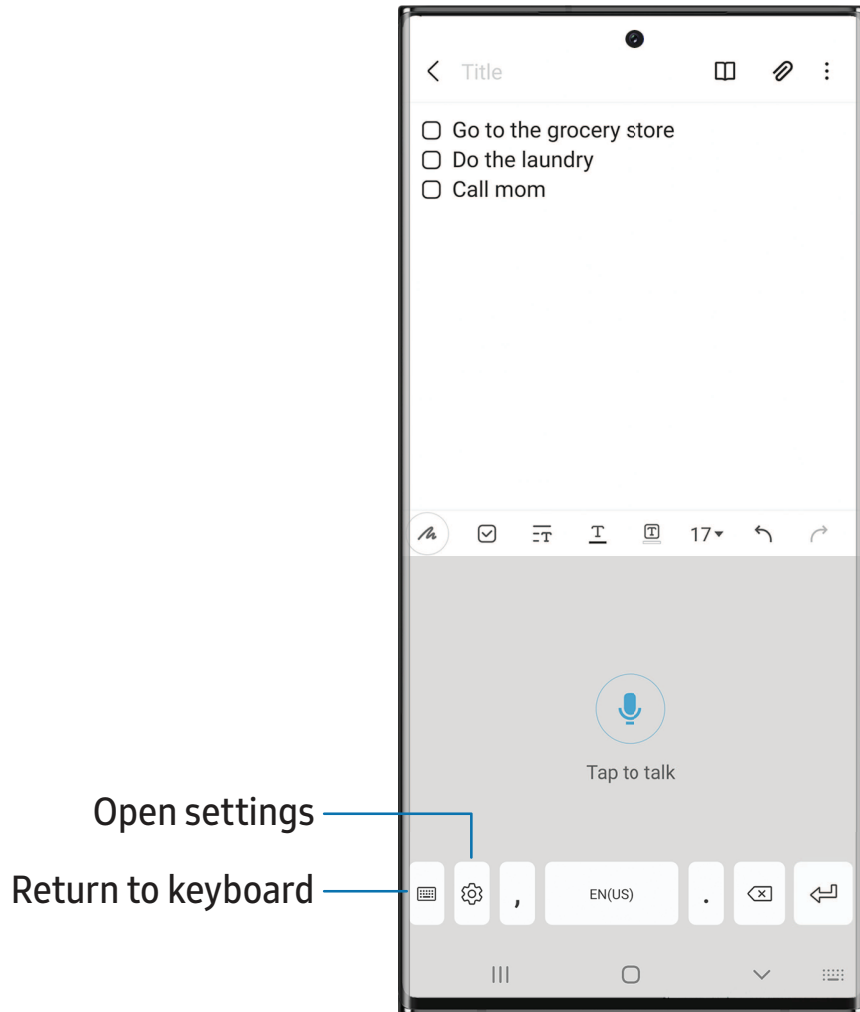 Title
Go to the grocery store
Do the laundry
Call mom
17
Tap to talk
Open settings
Return to keyboard
,
EN(US)
.